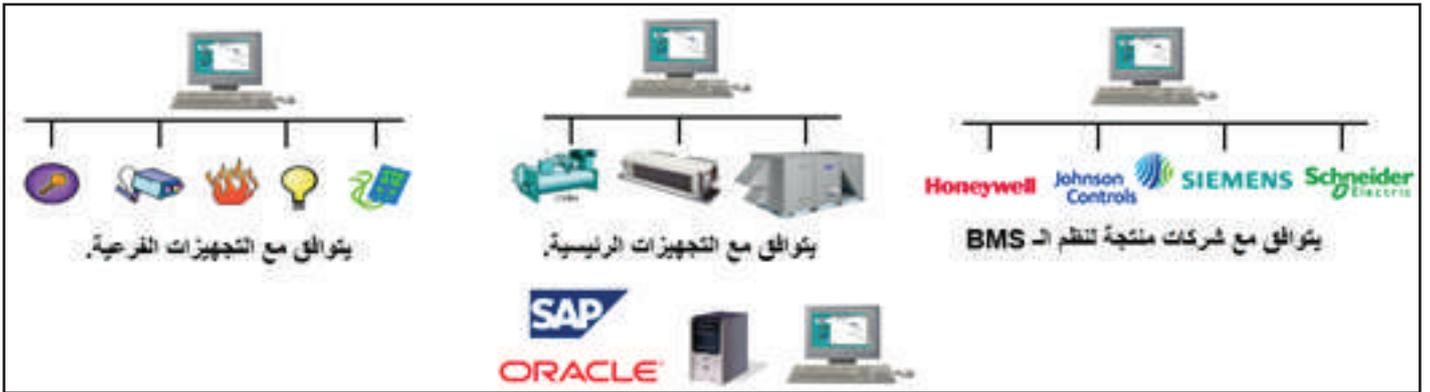 Honeywell
Johnson Controls
SIEMENS
Schneider Electric
يتوافق مع شركات منتجة لنظم الـ BMS
يتوافق مع التجهيزات الرئيسية.
يتوافق مع التجهيزات الفرعية.
SAP
ORACLE